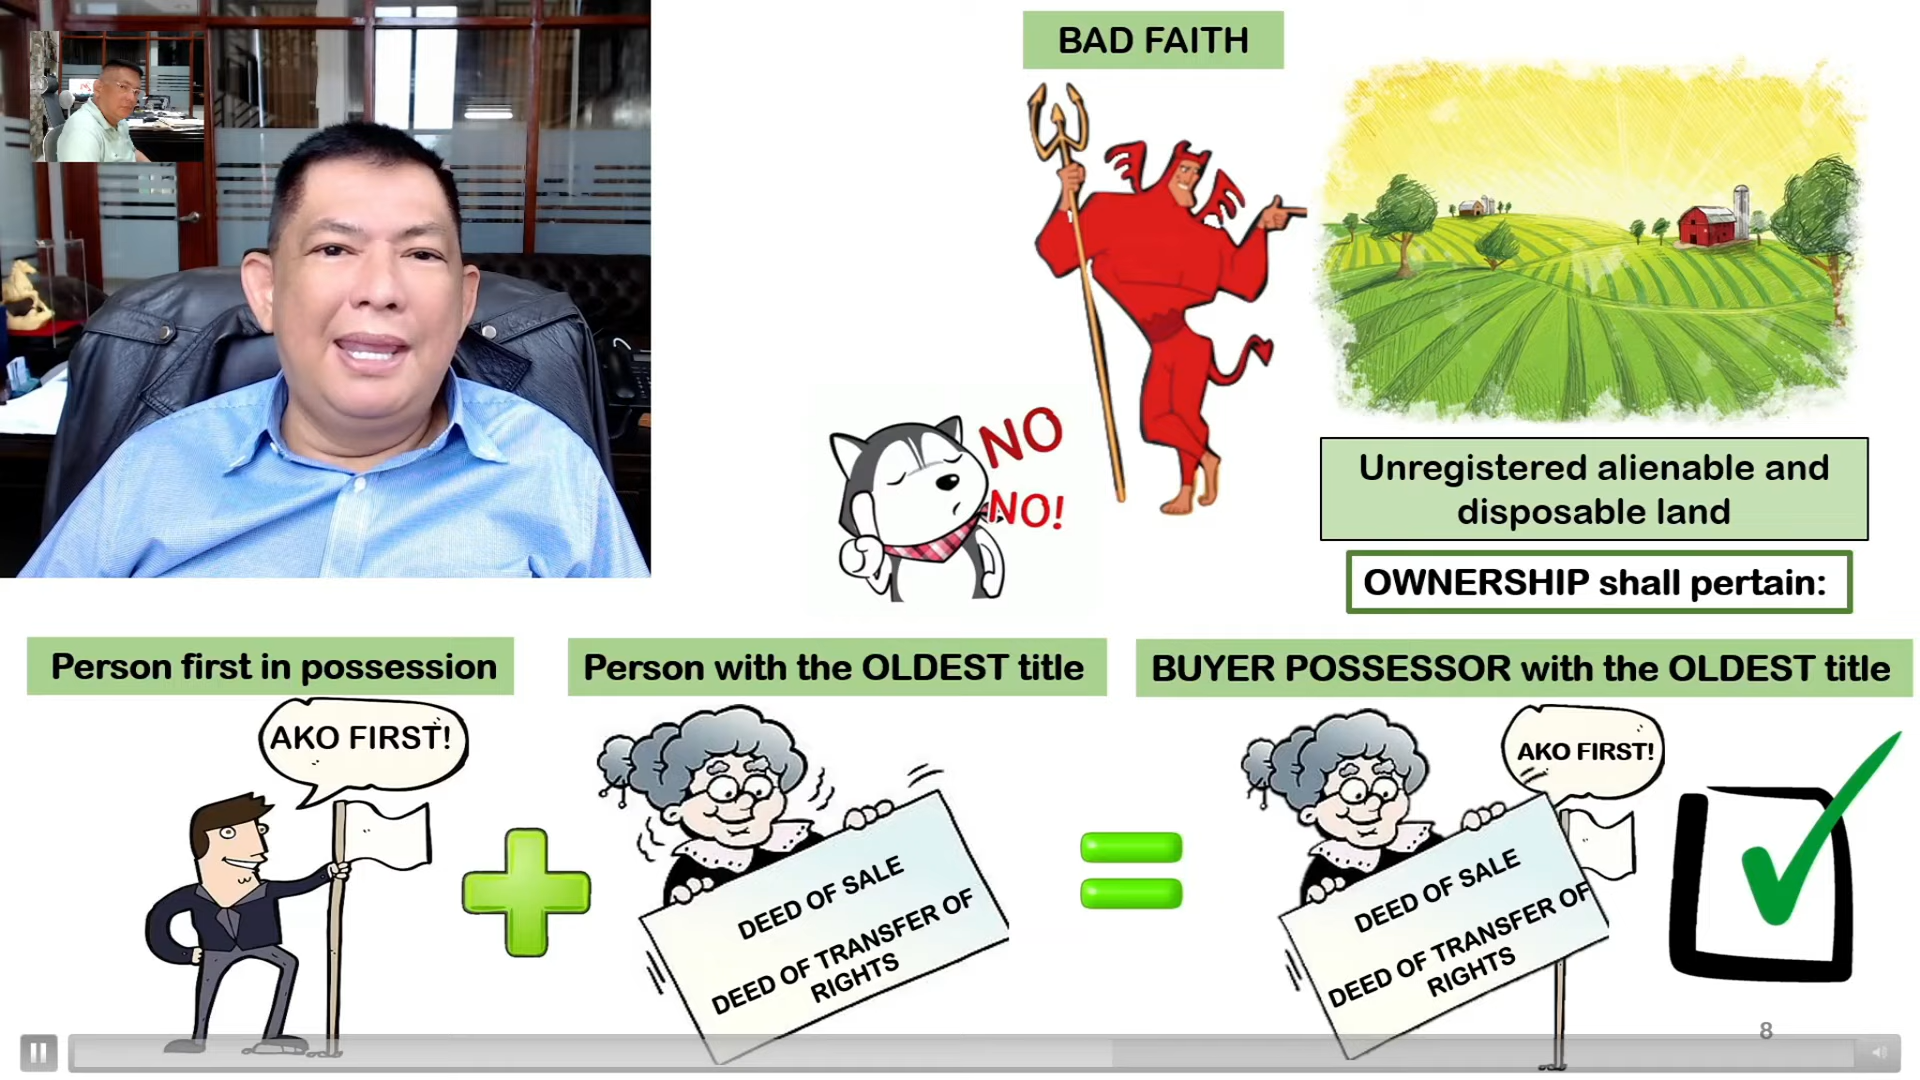 BAD FAITH
NO
NO!
Unregistered alienable and
disposable land
OWNERSHIP shall pertain:
Person first in possession
Person with the OLDEST title
BUYER POSSESSOR with the OLDEST title
AKO FIRST!
DEED OF SALE
DEED OF TRANSFER OF
RIGHTS
AKO FIRST!
DEED OF SALE
DEED OF TRANSFER OF
RIGHTS
8